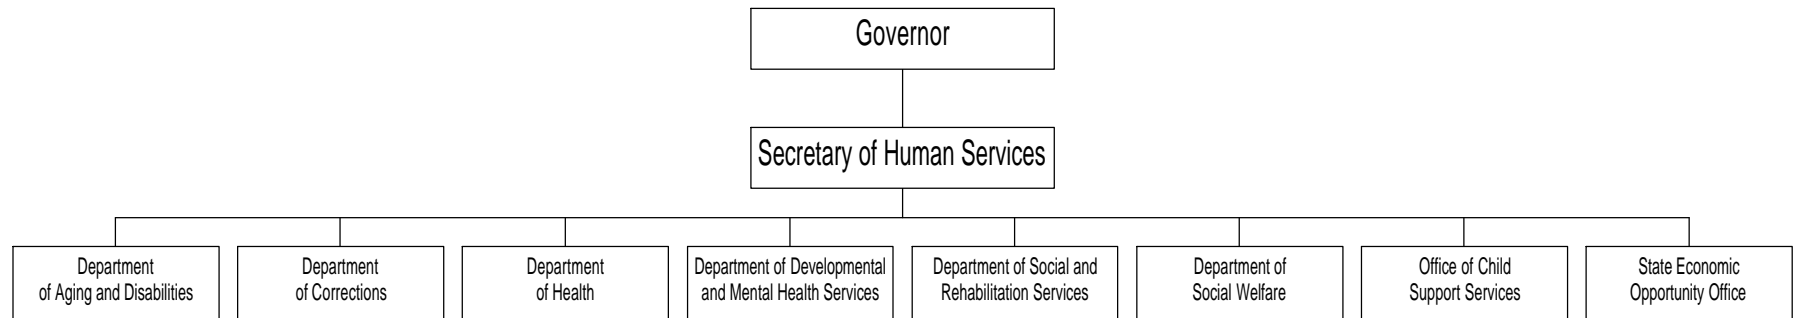 Governor
Secretary of Human Services
Department
of Aging and Disabilities
Department
of Corrections
Department
of Health
Department of Developmental
and Mental Health Services
Department of Social and
Rehabilitation Services
Department of
Social Welfare
Office of Child
Support Services
State Economic
Opportunity Office